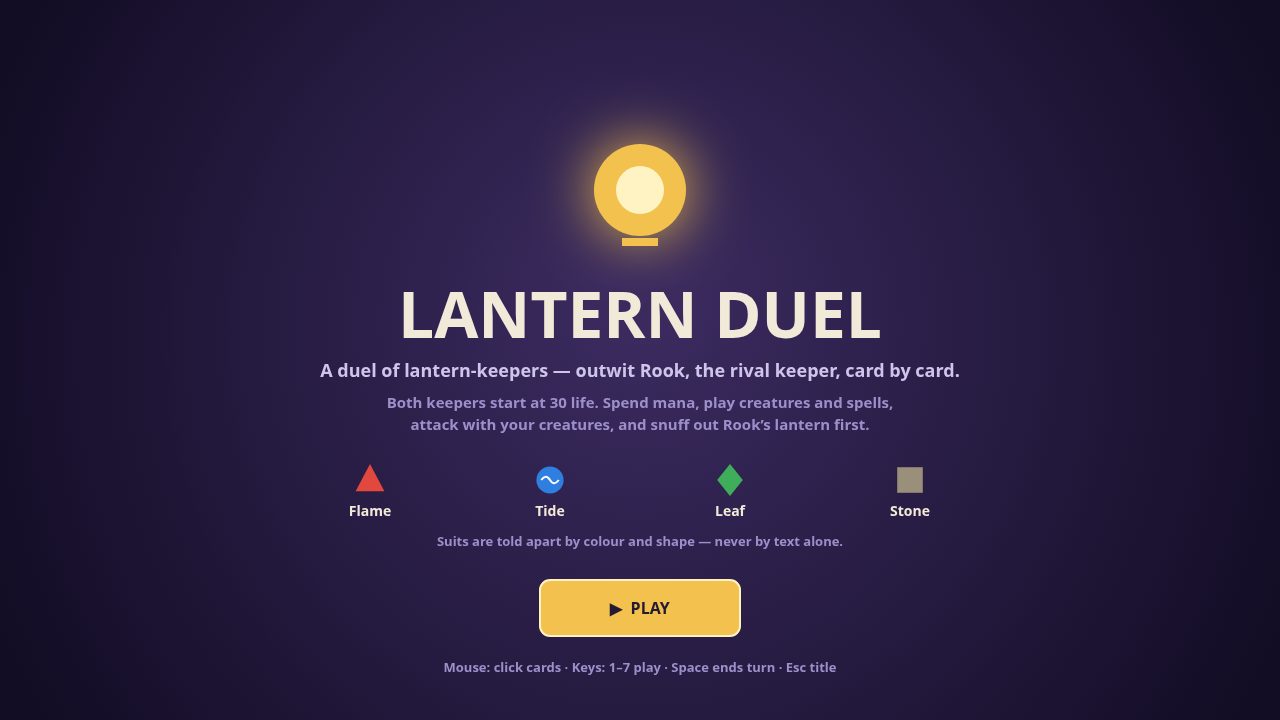 LANTERN DUEL
A duel of lantern-keepers — outwit Rook, the rival keeper, card by card.
Both keepers start at 30 life. Spend mana, play creatures and spells,
attack with your creatures, and snuff out Rook’s lantern first.
Flame
Tide
Leaf
Stone
Suits are told apart by colour and shape — never by text alone.
▶ PLAY
Mouse: click cards · Keys: 1–7 play · Space ends turn · Esc title